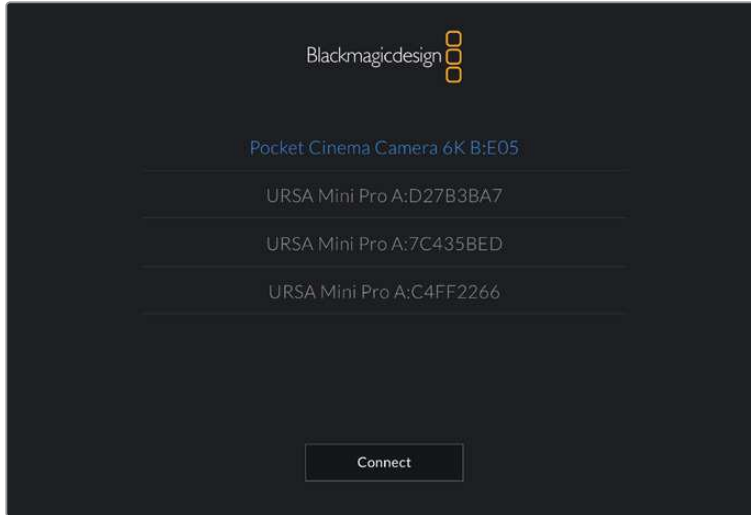 Blackmagicdesign
Pocket Cinema Camera 6K B:E05
URSA Mini Pro A:D27B3BA7
URSA Mini Pro A:7C435BED
URSA Mini Pro A:C4FF2266
Connect